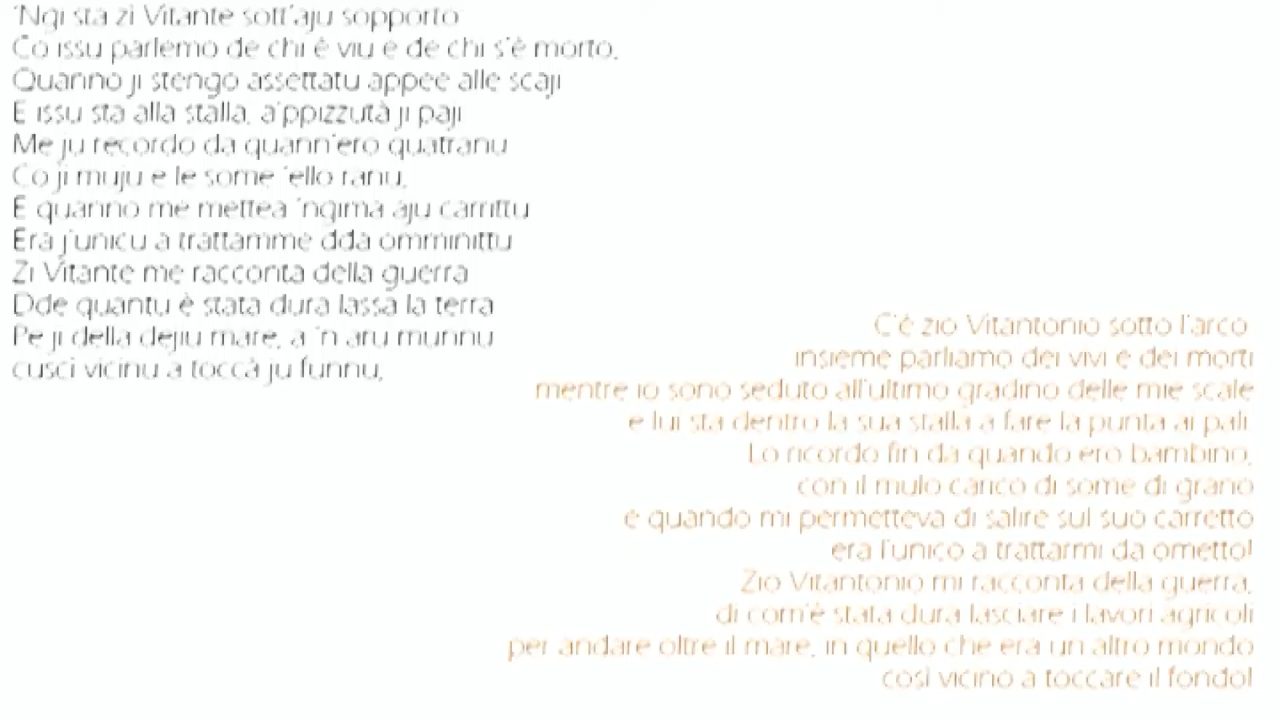 'Ngi sta zi Vitante sott'aju sopporto
Co issu parlemo de chi è viu e de chi s'è morto,
Quanno ji stengo assettatu appee alle scaji
E issu sta alla stalla, a'ppizzutà ji paji
Me ju recordo da quann'ero quatranu
Co ji muju e le some 'ello ranu,
E quanno me mettea 'ngima aju carrittu
Era j'unicu a trattamme dda omminittu
Zi Vitante me racconta della guerra
Dde quantu è stata dura lassa la terra
Pe ji della dejiu mare, a 'n aru munnu
cuscì vicinu a toccà ju funnu,
C'è zio Vitantonio sotto l'arco
insieme parliamo dei vivi e dei morti
mentre io sono seduto all'ultimo gradino delle mie scale
e lui sta dentro la sua stalla a fare la punta ai pali.
Lo ricordo fin da quando ero bambino,
con il mulo carico di some di grano
e quando mi permetteva di salire sul suo carretto
era l'unico a trattarmi da ometto!
Zio Vitantonio mi racconta della guerra,
di com'è stata dura lasciare i lavori agricoli
per andare oltre il mare, in quello che era un altro mondo
così vicino a toccare il fondo!